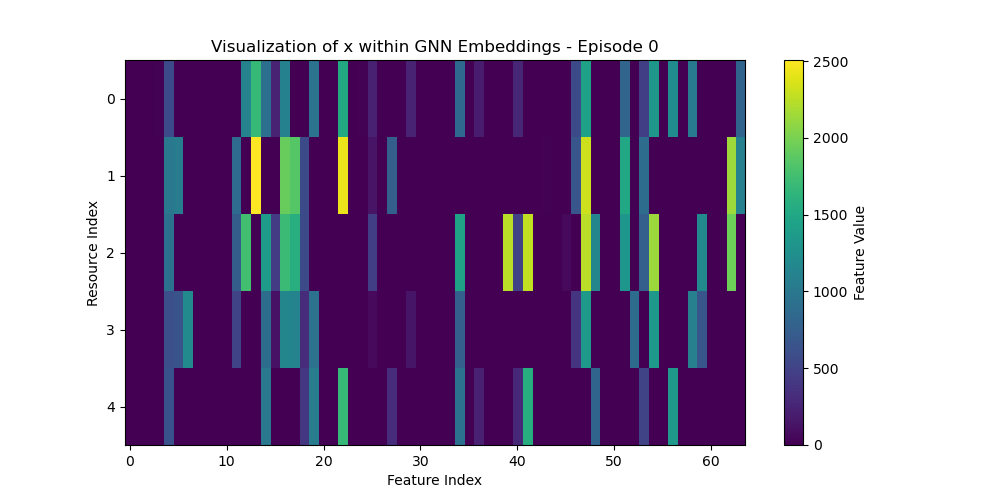 Visualization of x within GNN Embeddings - Episode 0
Resource Index
0
1
2
3
4
0 10 20 30 40 50 60
Feature Index
2500
2000
1500
1000
500
0
Feature Value